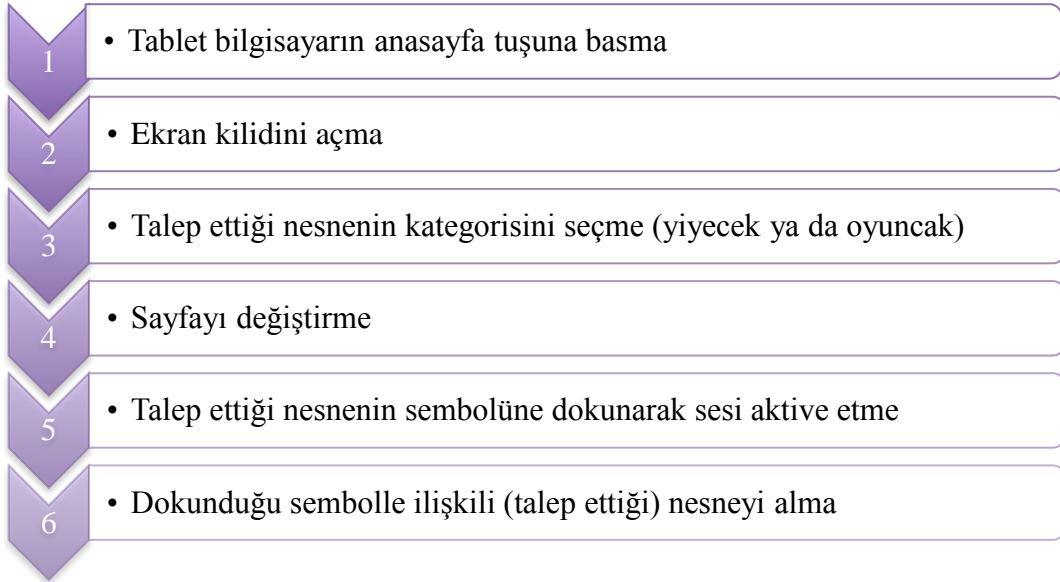 1
• Tablet bilgisayarın anasayfa tuşuna basma
2
• Ekran kilidini açma
3
• Talep ettiği nesnenin kategorisini seçme (yiyecek ya da oyuncak)
4
• Sayfayı değiştirme
5
• Talep ettiği nesnenin sembolüne dokunarak sesi aktive etme
6
• Dokunduğu sembolle ilişkili (talep ettiği) nesneyi alma